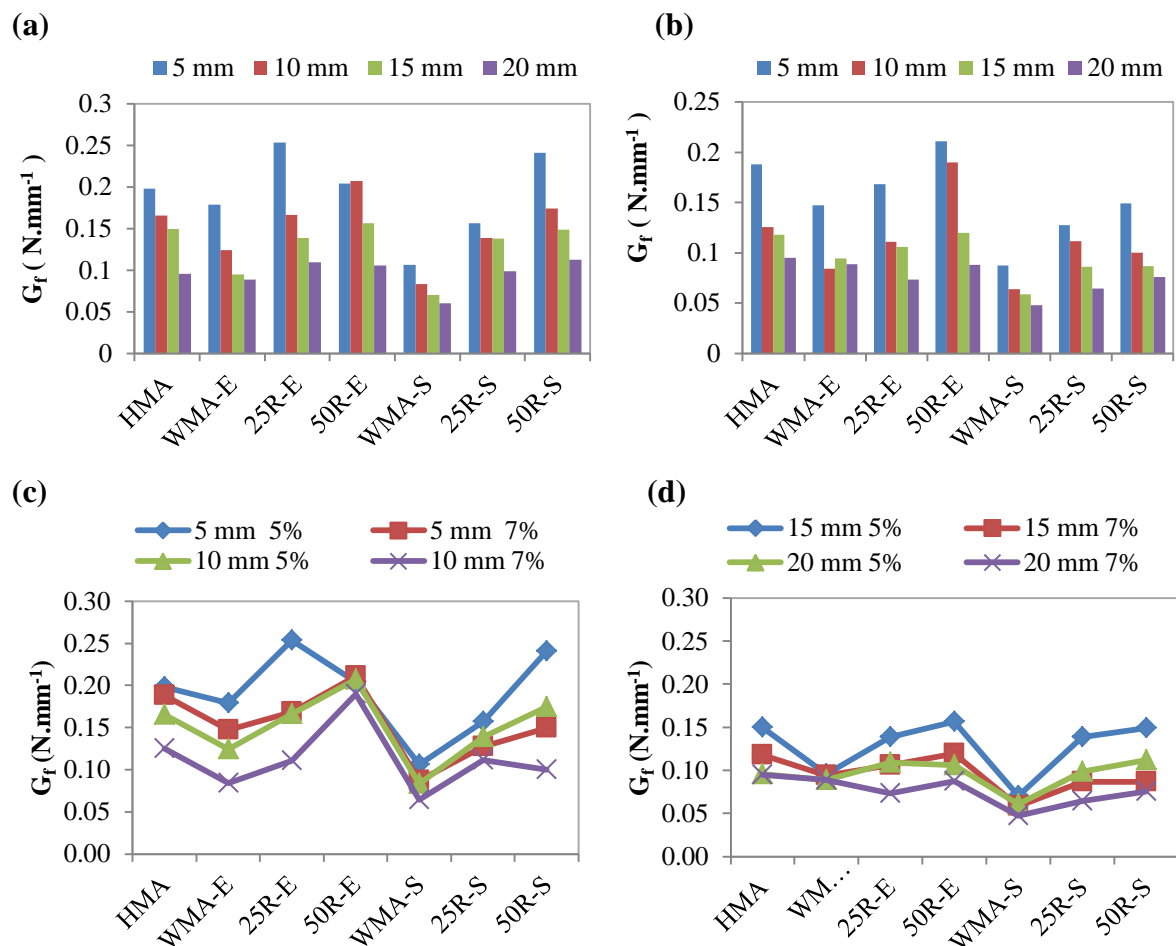 (a)
5 mm 10 mm 15 mm 20 mm
0.3
0.25
0.2
0.15
0.1
0.05
0
Gf ( N.mm-1 )
HMA WMA-E 25R-E 50R-E WMA-S 25R-S 50R-S
(b)
5 mm 10 mm 15 mm 20 mm
0.25
0.2
0.15
0.1
0.05
0
Gf ( N.mm-1 )
HMA WMA-E 25R-E 50R-E WMA-S 25R-S 50R-S
(c)
5 mm 5% 5 mm 7%
10 mm 5% 10 mm 7%
0.30
0.25
0.20
0.15
0.10
0.05
0.00
Gf (N.mm-1)
HMA WMA-E 25R-E 50R-E WMA-S 25R-S 50R-S
(d)
15 mm 5% 15 mm 7%
20 mm 5% 20 mm 7%
0.30
0.25
0.20
0.15
0.10
0.05
0.00
Gf (N.mm-1)
HMA WM… 25R-E 50R-E WMA-S 25R-S 50R-S